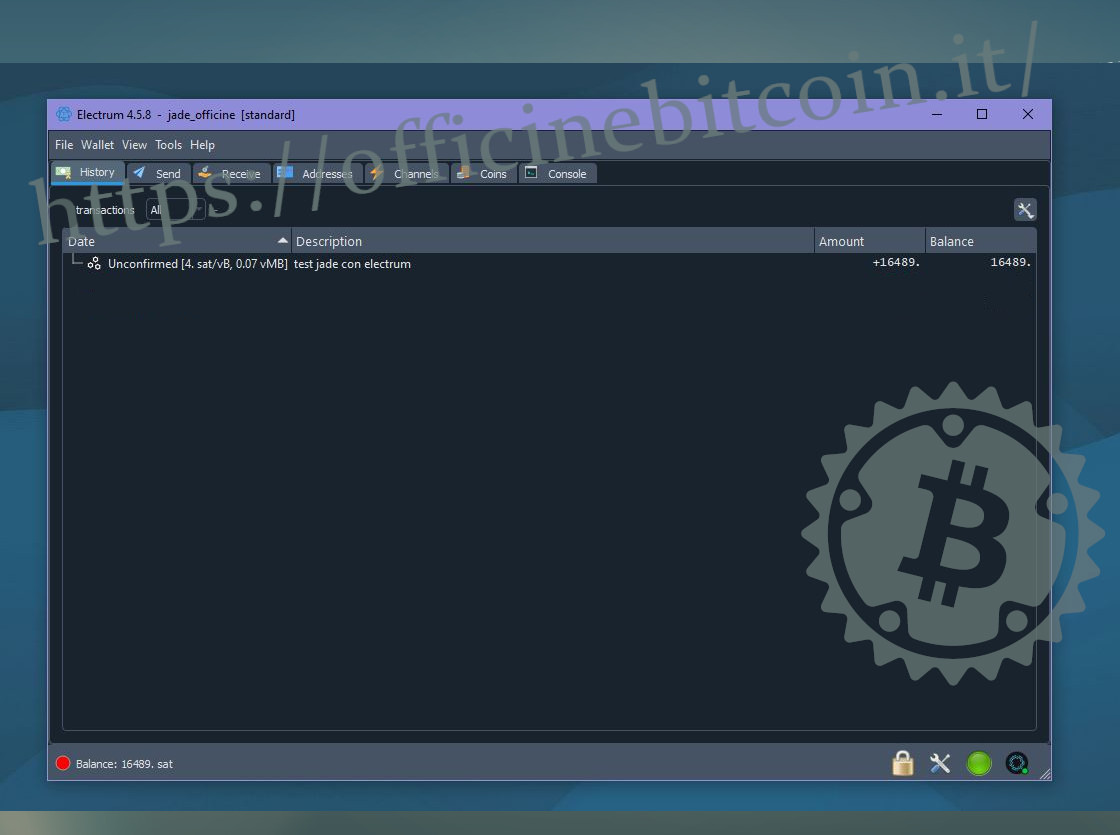 https://officinebitcoin.it/
Electrum 4.5.8 - jade_officine [standard]
File Wallet View Tools Help
History Send Receive Addresses Channels Coins Console
transactions All
Date Description Amount Balance
Unconfirmed [4. sat/vB, 0.07 vMB] test jade con electrum +16489. 16489.
Balance: 16489. sat